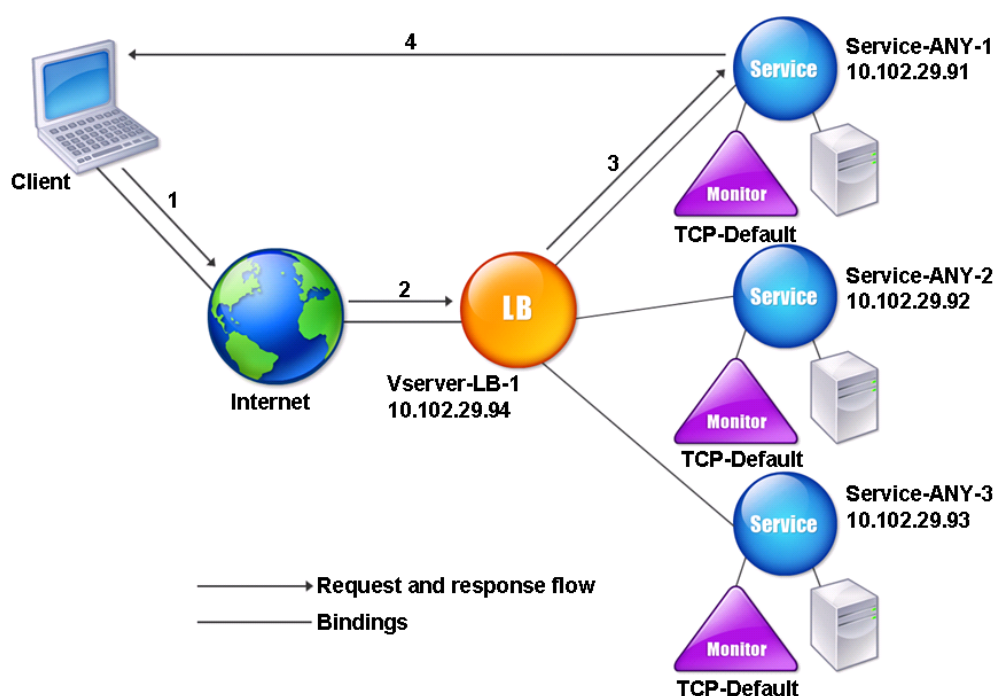 4
Service
Service-ANY-1
10.102.29.91
Client
1
3
Monitor
TCP-Default
2
LB
Service
Service-ANY-2
10.102.29.92
Internet
Vserver-LB-1
10.102.29.94
Monitor
TCP-Default
Service
Service-ANY-3
10.102.29.93
Request and response flow
Bindings
Monitor
TCP-Default